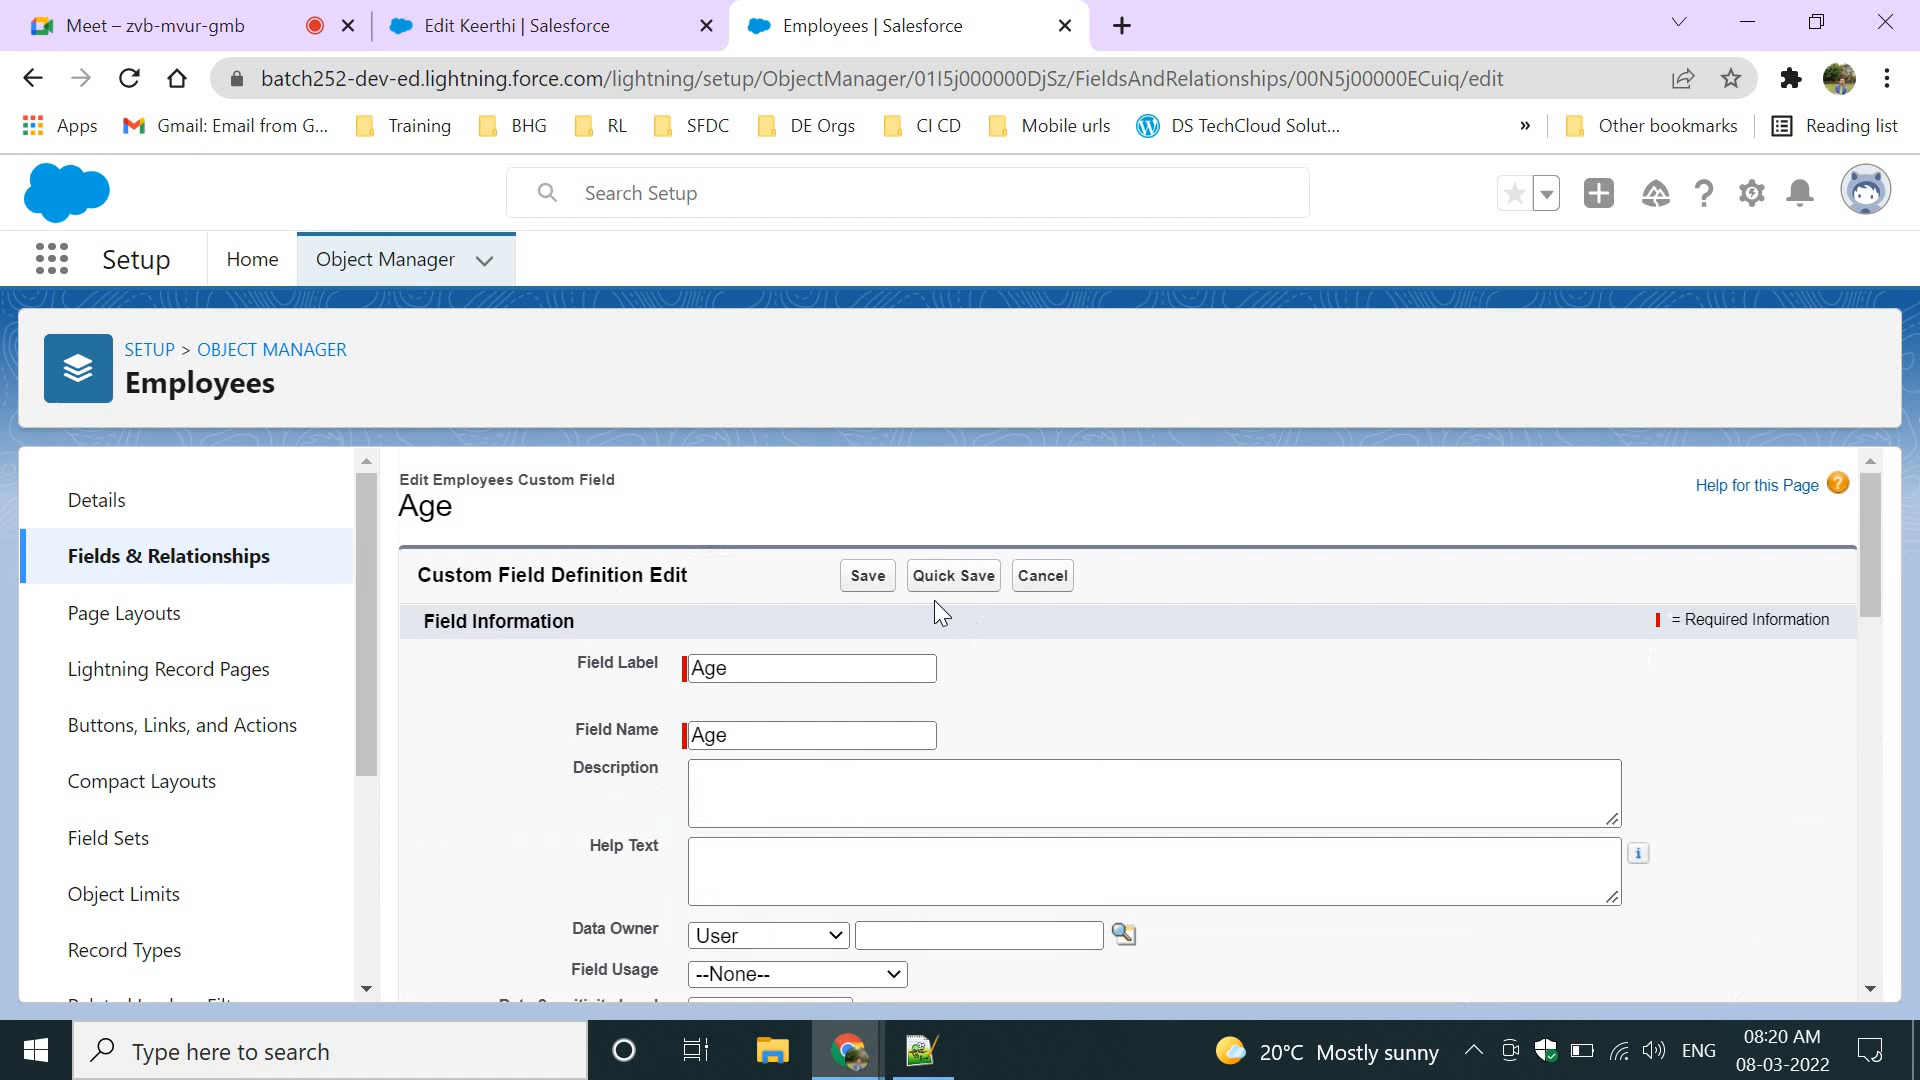 Meet – zvb-mvur-gmb
Edit Keerthi | Salesforce
Employees | Salesforce
batch252-dev-ed.lightning.force.com/lightning/setup/ObjectManager/01I5j000000DjSz/FieldsAndRelationships/00N5j00000ECuiq/edit
Apps
Gmail: Email from G...
Training
BHG
RL
SFDC
DE Orgs
CI CD
Mobile urls
DS TechCloud Solut...
»
Other bookmarks
Reading list
Search Setup
Setup
Home
Object Manager
SETUP > OBJECT MANAGER
Employees
Details
Fields & Relationships
Page Layouts
Lightning Record Pages
Buttons, Links, and Actions
Compact Layouts
Field Sets
Object Limits
Record Types
Edit Employees Custom Field
Age
Help for this Page
Custom Field Definition Edit
Save
Quick Save
Cancel
Field Information
= Required Information
Field Label
Age
Field Name
Age
Description
Help Text
Data Owner
User
Field Usage
--None--
Type here to search
20°C Mostly sunny
ENG
08:20 AM
08-03-2022